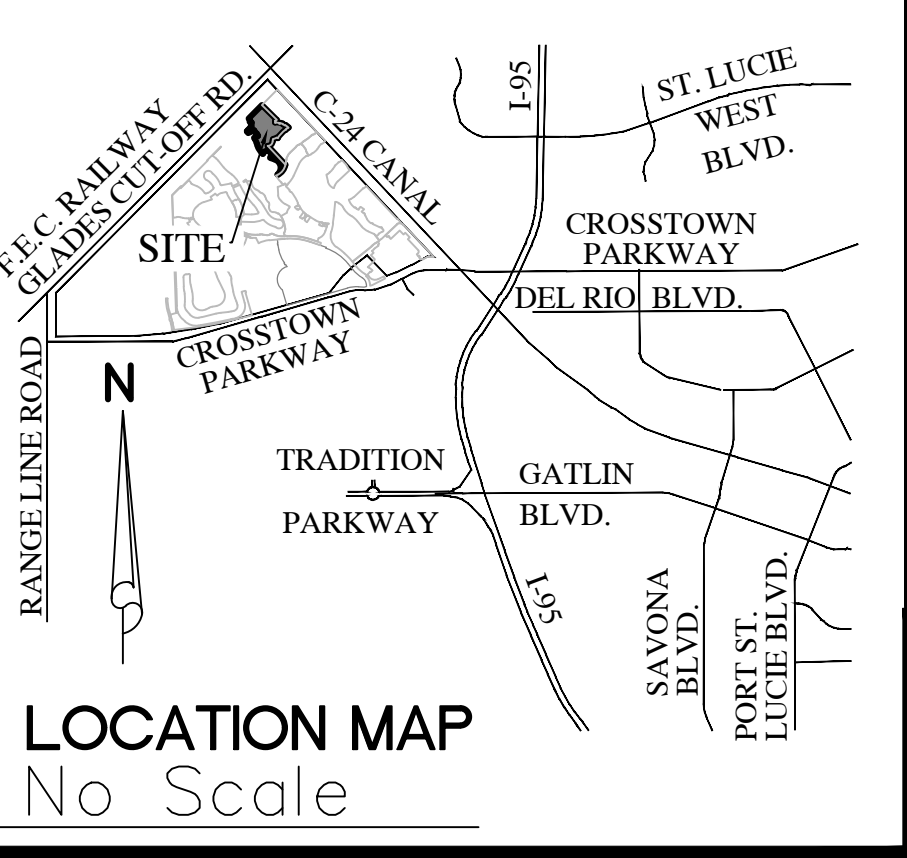 F.E.C. RAILWAY
GLADES CUT-OFF RD.
C-24 CANAL
I-95
ST. LUCIE
WEST
BLVD.
SITE
CROSSTOWN
PARKWAY
DEL RIO BLVD.
CROSSTOWN
PARKWAY
RANGE LINE ROAD
N
TRADITION
PARKWAY
GATLIN
BLVD.
I-95
SAVONA
BLVD.
PORT ST.
LUCIE BLVD.
LOCATION MAP
No Scale